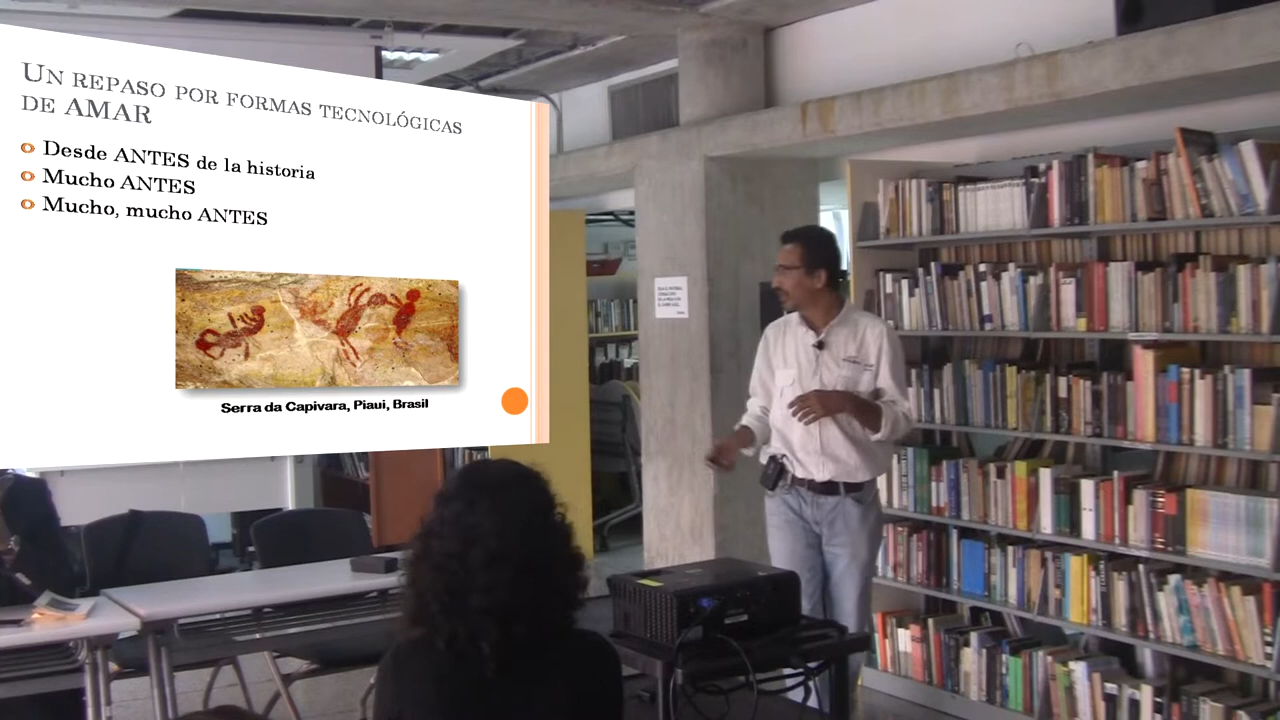 UN REPASO POR FORMAS TECNOLÓGICAS
DE AMAR
Desde ANTES de la historia
Mucho ANTES
Mucho, mucho ANTES
Serra da Capivara, Piaui, Brasil